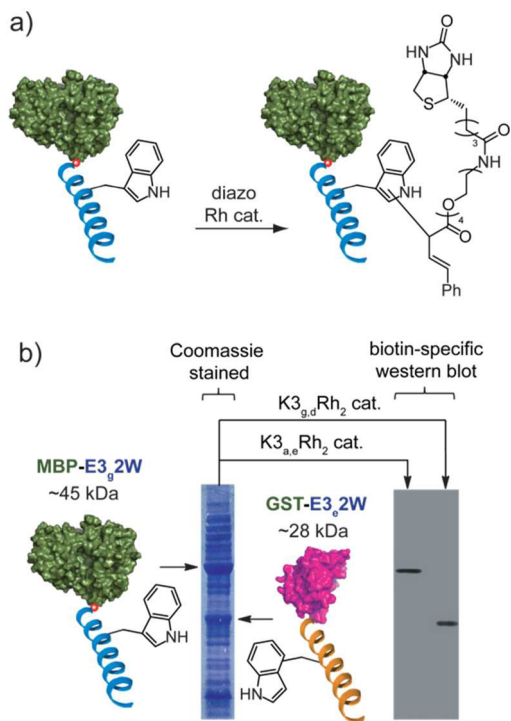 a)
O
HN
NH
S
3
O
NH
O
4
O
NH
NH
diazo
Rh cat.
Ph
b)
Coomassie
stained
biotin-specific
western blot
K3g,dRh2 cat.
K3a,eRh2 cat.
MBP-E3g2W
~45 kDa
GST-E3e2W
~28 kDa
NH
HN